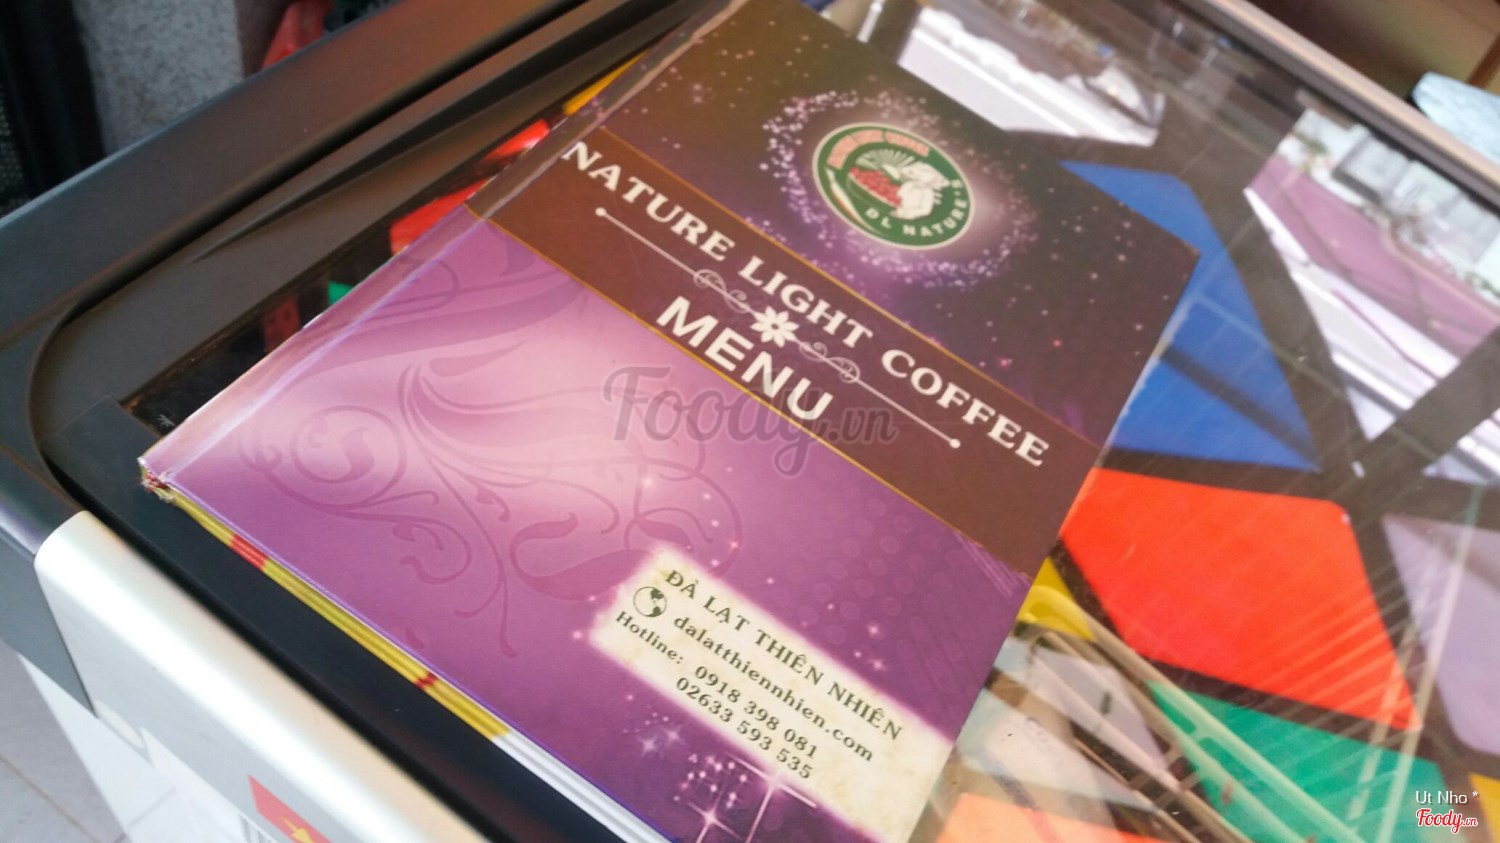 DL NATURE'S
NATURE LIGHT COFFEE
MENU
ĐÀ LẠT THIÊN NHIÊN
dalatthiennhien.com
Hotline: 0918 398 081
02633 593 535
Foody.vn
Ut Nho *
Foody.vn